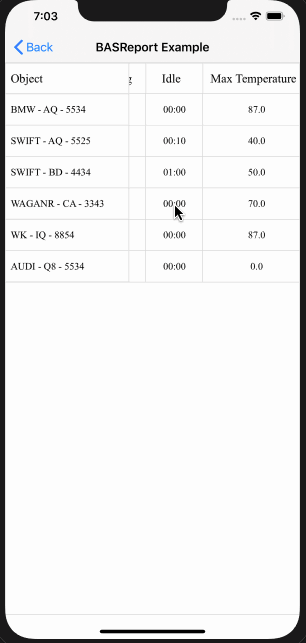 7:03
Back BASReport Example
Object g Idle Max Temperature
BMW - AQ - 5534 00:00 87.0
SWIFT - AQ - 5525 00:10 40.0
SWIFT - BD - 4434 01:00 50.0
WAGANR - CA - 3343 00:00 70.0
WK - IQ - 8854 00:00 87.0
AUDI - Q8 - 5534 00:00 0.0